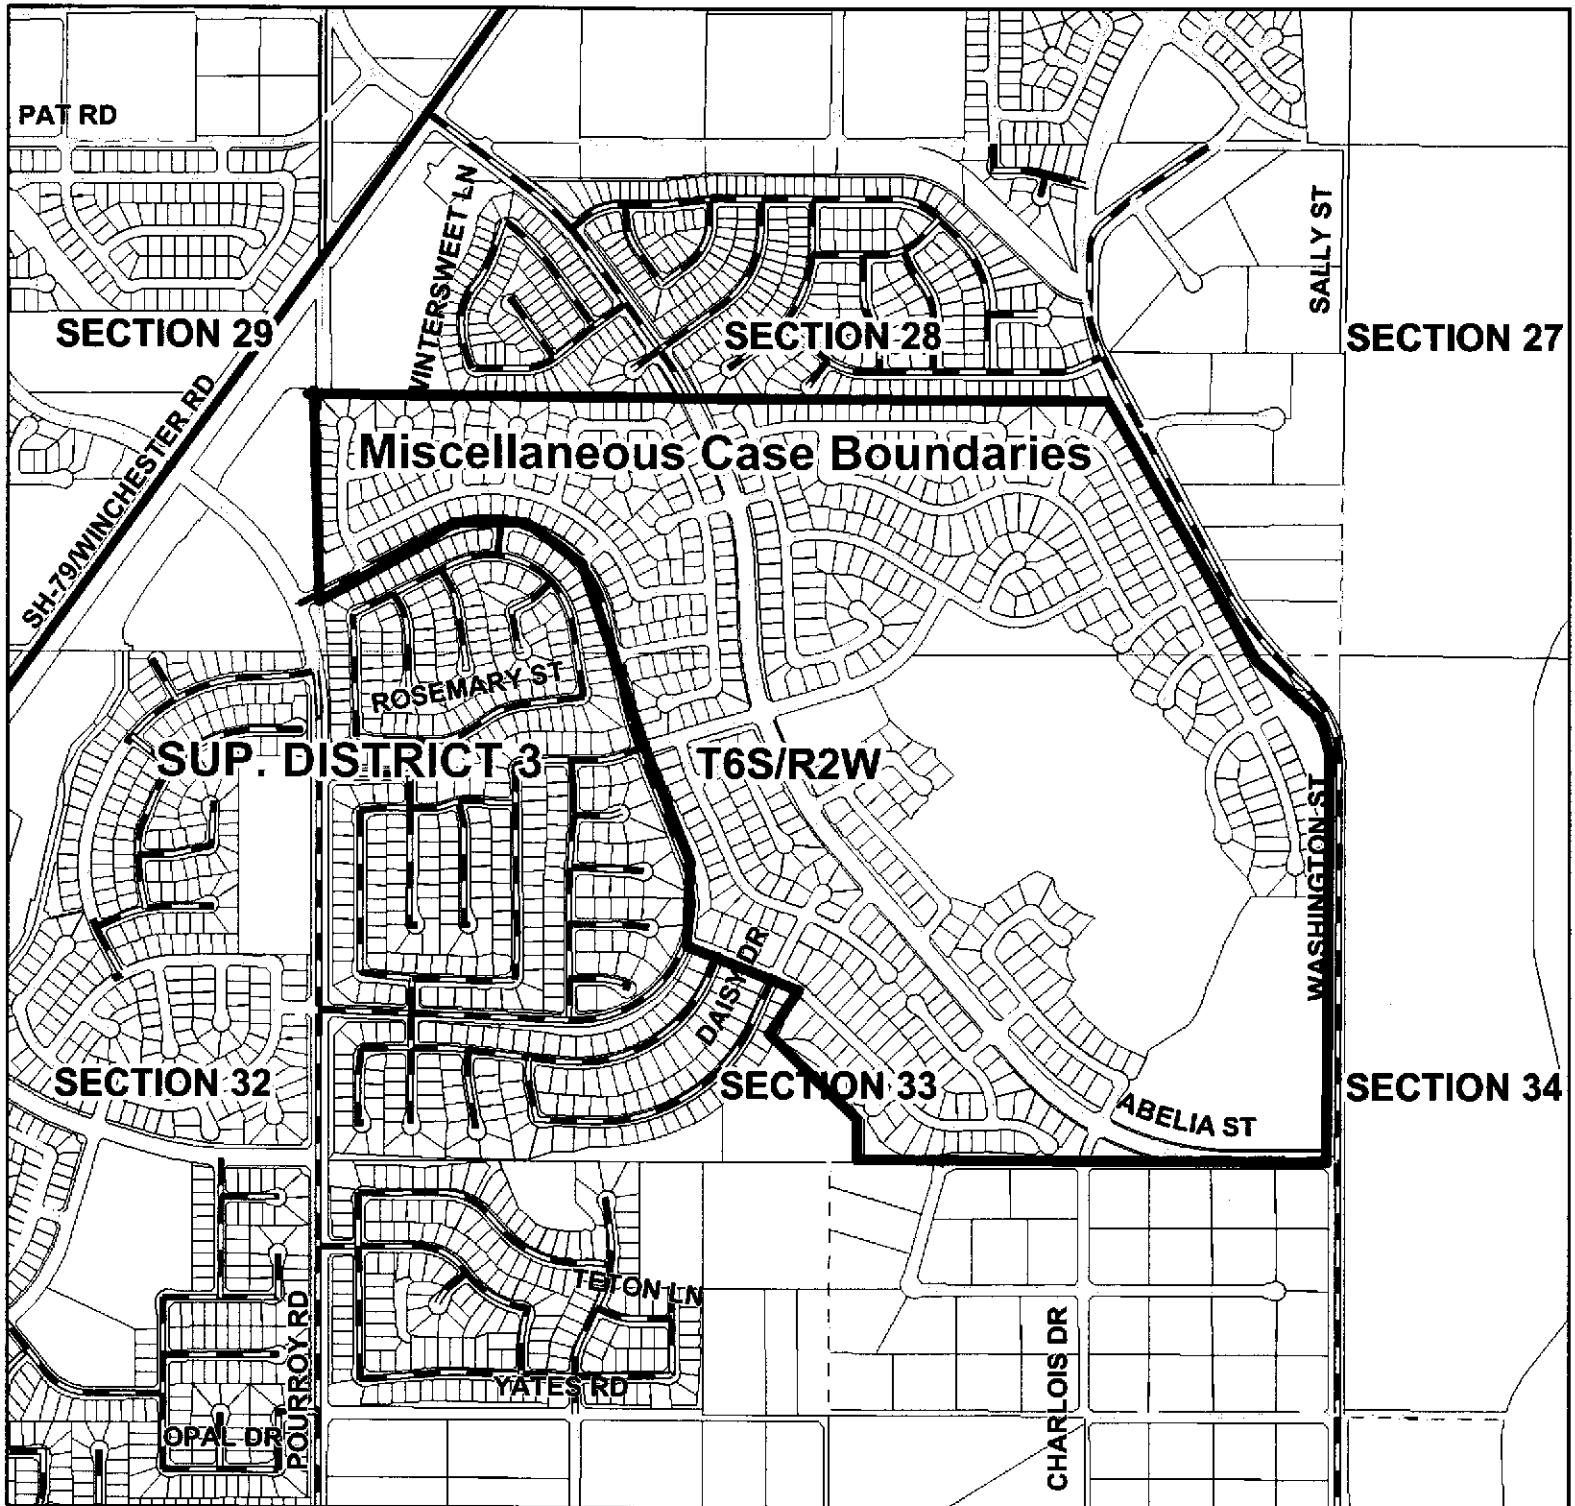 PAT RD
WINTERSWEET LN
SALLY ST
SECTION 29
SECTION 28
SECTION 27
Miscellaneous Case Boundaries
SH-79/WINCHESTER RD
ROSEMARY ST
SUP. DISTRICT 3
T6S/R2W
WASHINGTON ST
DAISY DR
SECTION 32
SECTION 33
SECTION 34
ABELIA ST
TETON LN
POURROY RD
YATES RD
CHARLOIS DR
OPAL DR